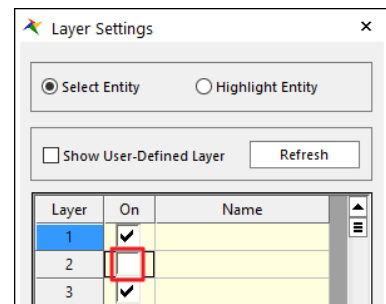 Layer Settings
Select Entity Highlight Entity
Show User-Defined Layer Refresh
Layer On Name
1
2
3